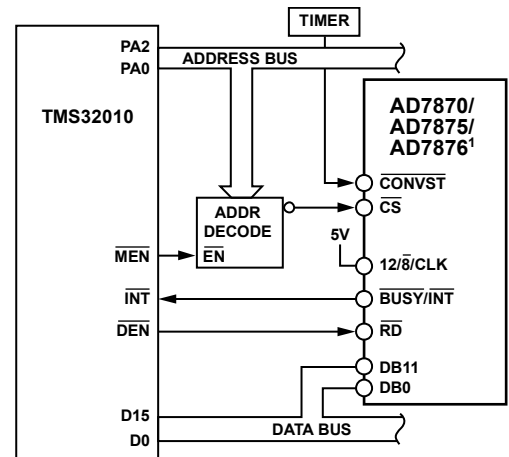 TIMER
PA2
PA0
ADDRESS BUS
TMS32010
AD7870/
AD7875/
AD7876¹
CONVST
CS
ADDR
DECODE
EN
5V
12/8/CLK
MEN
INT
BUSY/INT
DEN
RD
DB11
DB0
D15
D0
DATA BUS